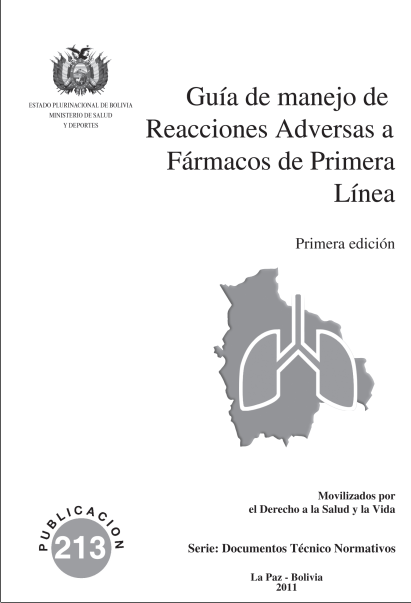 ESTADO PLURINACIONAL DE BOLIVIA
MINISTERIO DE SALUD
Y DEPORTES
Guía de manejo de
Reacciones Adversas a
Fármacos de Primera
Línea
Primera edición
Movilizados por
el Derecho a la Salud y la Vida
PUBLICACION
213
Serie: Documentos Técnico Normativos
La Paz - Bolivia
2011